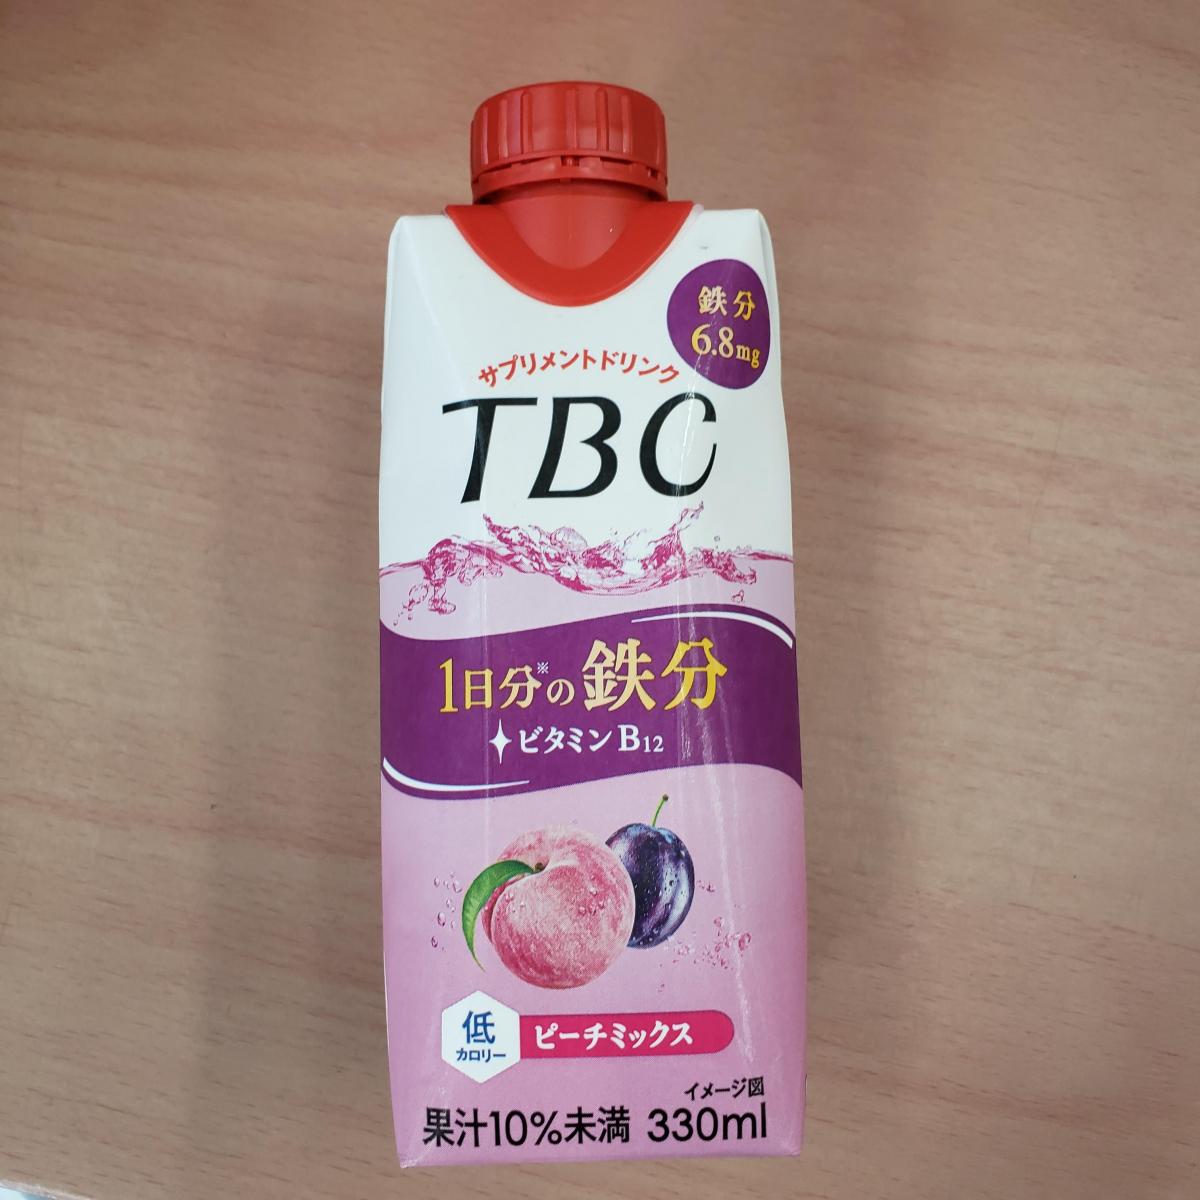 鉄分
6.8mg
サプリメントドリンク
TBC
1日分※の鉄分
ビタミンB12
低
カロリー
ピーチミックス
イメージ図
果汁10%未満 330ml